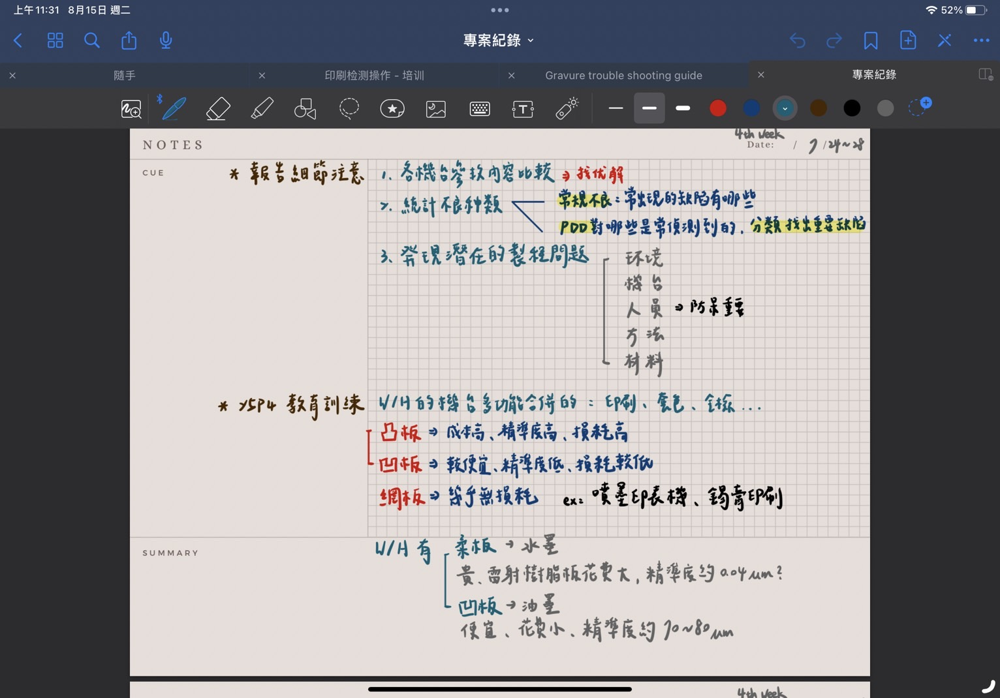 上午11:31 8月15日 週二
52%
專案紀錄
隨手
印刷检测操作 - 培训
Gravure trouble shooting guide
專案紀錄
NOTES
4th week
Date: / 7/24~28
CUE
* 報告細節注意
1. 各機台參数内容比較 ⇒ 找优解
2. 統計不良种類
常規不良：常出現的缺陷有哪些
PDD對哪些是常偵測到的，分類找出重要缺陷
3、発現潛在的製程問題
环境
機台
人員 ⇒ 防呆重要
方法
材料
* Y5P4 教育訓練
W/H的機台多功能合併的：印刷、套色、全檢...
凸板 ⇒ 成本高、精準度高、損耗高
凹板 ⇒ 較便宜、精準度低、損耗較低
網板 ⇒ 幾乎無損耗 ex: 噴墨印表機、錫膏印刷
SUMMARY
W/H 有
柔板 → 水墨
貴、雷射樹脂板花費大，精準度約 0.04 um?
凹板 → 油墨
便宜、花費小、精準度約 70~80 um
4th week